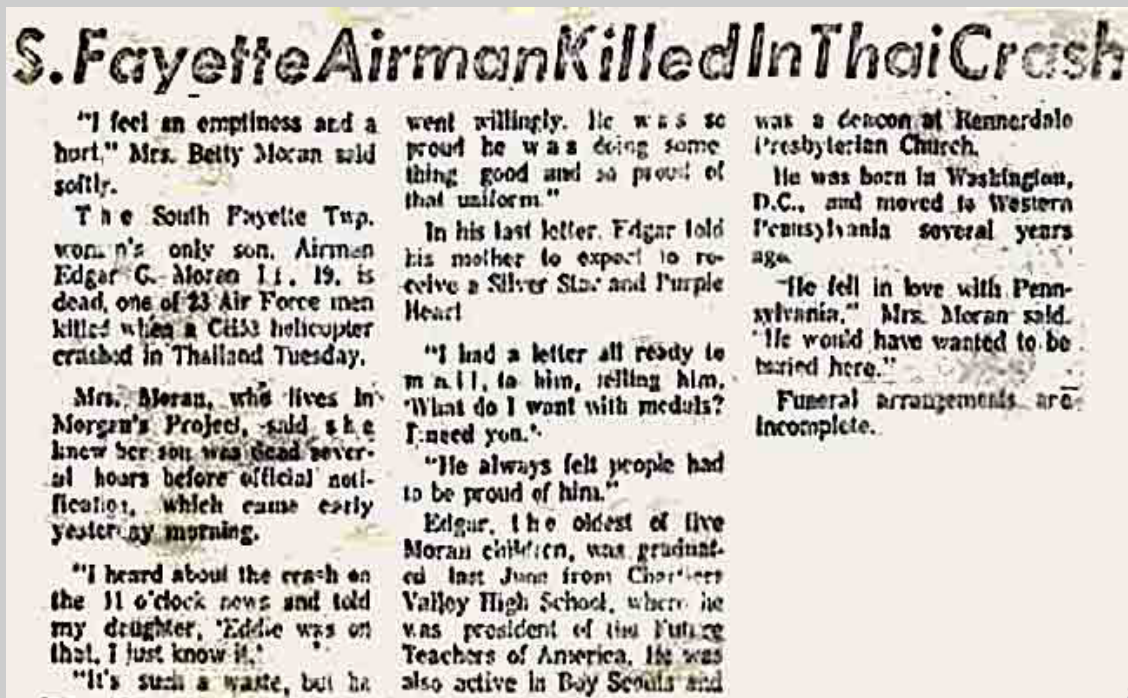 S. Fayette Airman Killed In Thai Crash
"I feel an emptiness and a
hurt," Mrs. Betty Moran said
softly.
The South Fayette Twp.
woman's only son, Airman
Edgar C. Moran II, 19, is
dead, one of 23 Air Force men
killed when a CH53 helicopter
crashed in Thailand Tuesday.
Mrs. Moran, who lives in
Morgan's Project, said she
knew her son was dead sever-
al hours before official noti-
fication, which came early
yesterday morning.
"I heard about the crash on
the 11 o'clock news and told
my daughter, 'Eddie was on
that, I just know it.'
"It's such a waste, but he
went willingly. He was so
proud he was doing some
thing good and so proud of
that uniform."
In his last letter, Edgar told
his mother to expect to re-
ceive a Silver Star and Purple
Heart
"I had a letter all ready to
mail, to him, telling him,
'What do I want with medals?
I need you.'
"He always felt people had
to be proud of him."
Edgar, the oldest of five
Moran children, was graduat-
ed last June from Chartiers
Valley High School, where he
was president of the Future
Teachers of America. He was
also active in Boy Scouts and
was a deacon at Rennerdale
Presbyterian Church.
He was born in Washington,
D.C., and moved to Western
Pennsylvania several years
ago.
"He fell in love with Penn-
sylvania," Mrs. Moran said.
"He would have wanted to be
buried here."
Funeral arrangements are
incomplete.